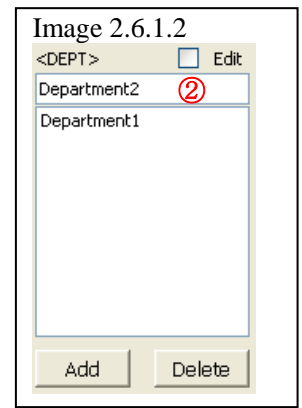 Image 2.6.1.2
<DEPT> Edit
Department2 ②
Department1
Add Delete